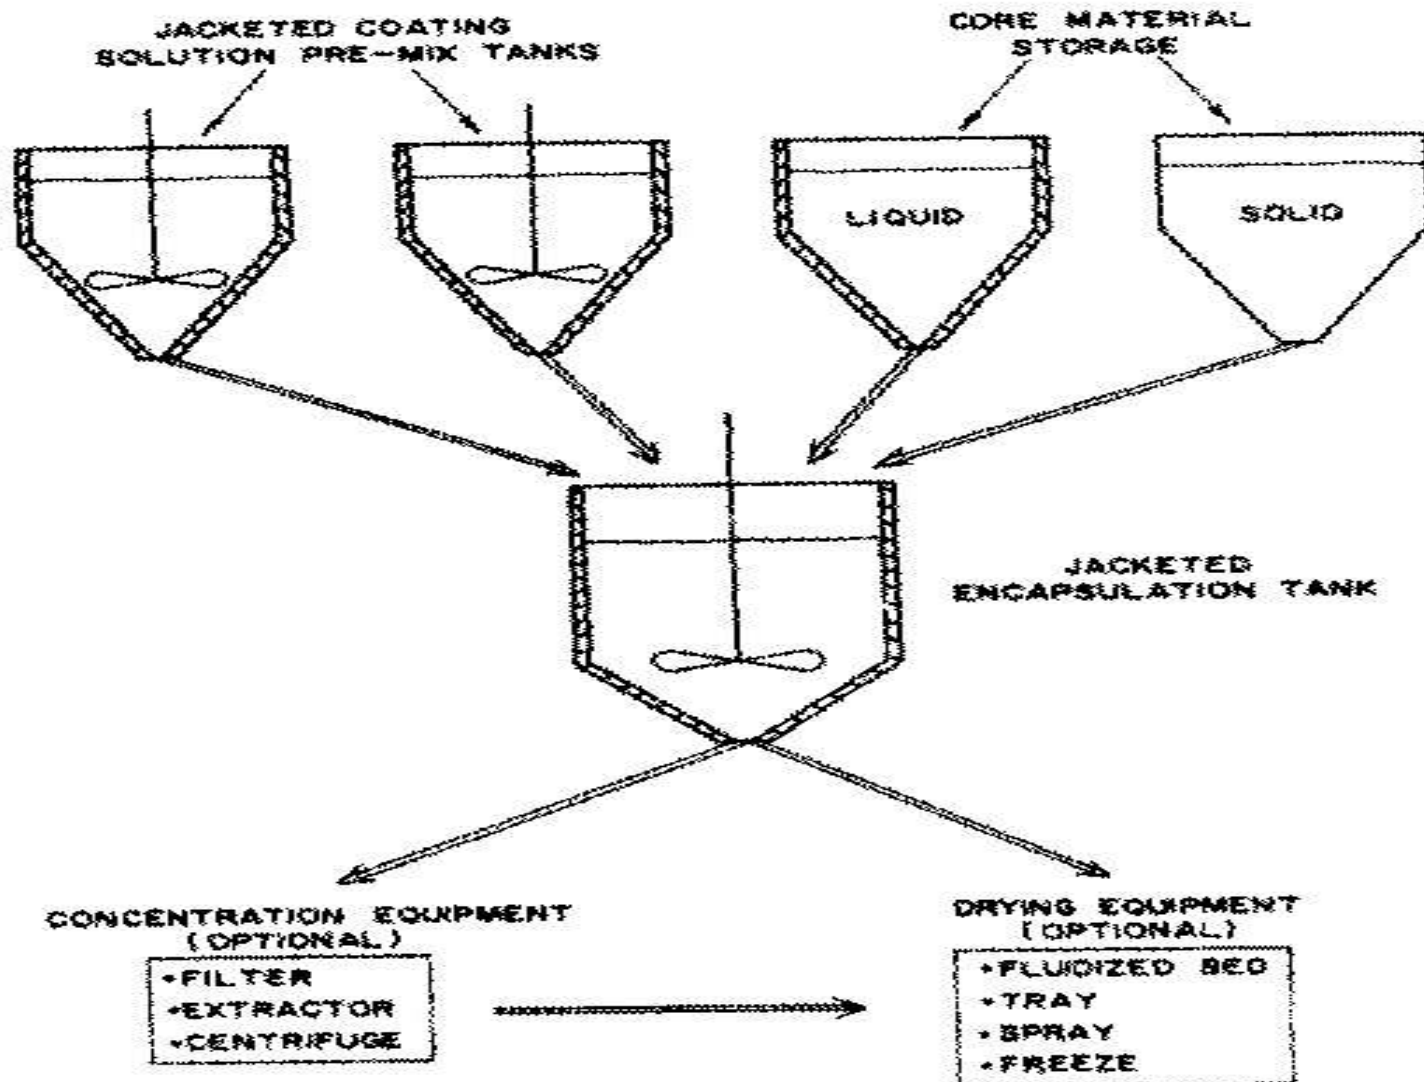 JACKETED COATING
SOLUTION PRE-MIX TANKS
CORE MATERIAL
STORAGE
LIQUID
SOLID
JACKETED
ENCAPSULATION TANK
CONCENTRATION EQUIPMENT
(OPTIONAL)
•FILTER
•EXTRACTOR
•CENTRIFUGE
DRYING EQUIPMENT
(OPTIONAL)
•FLUIDIZED BED
•TRAY
•SPRAY
•FREEZE